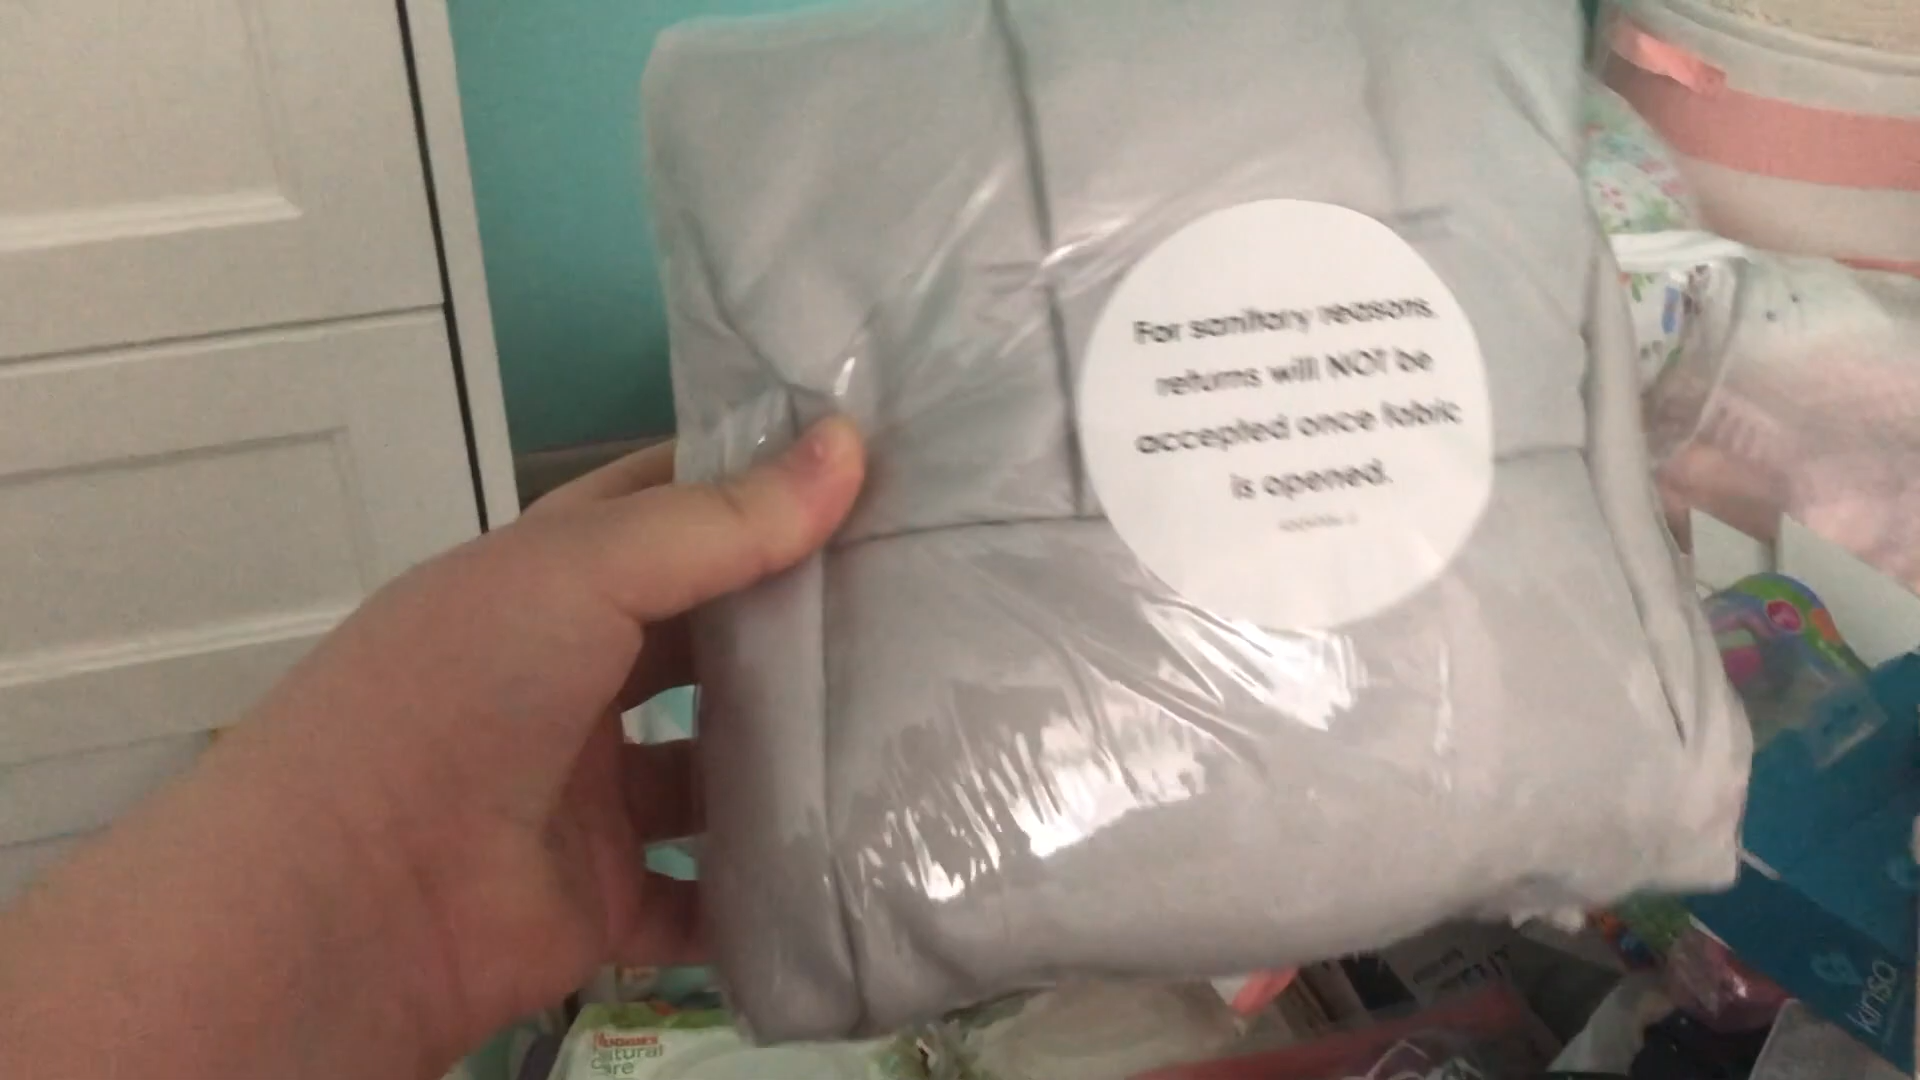 For sanitary reasons,
returns will NOT be
accepted once fabric
is opened.
HUGGIES
natural
care
kinsa